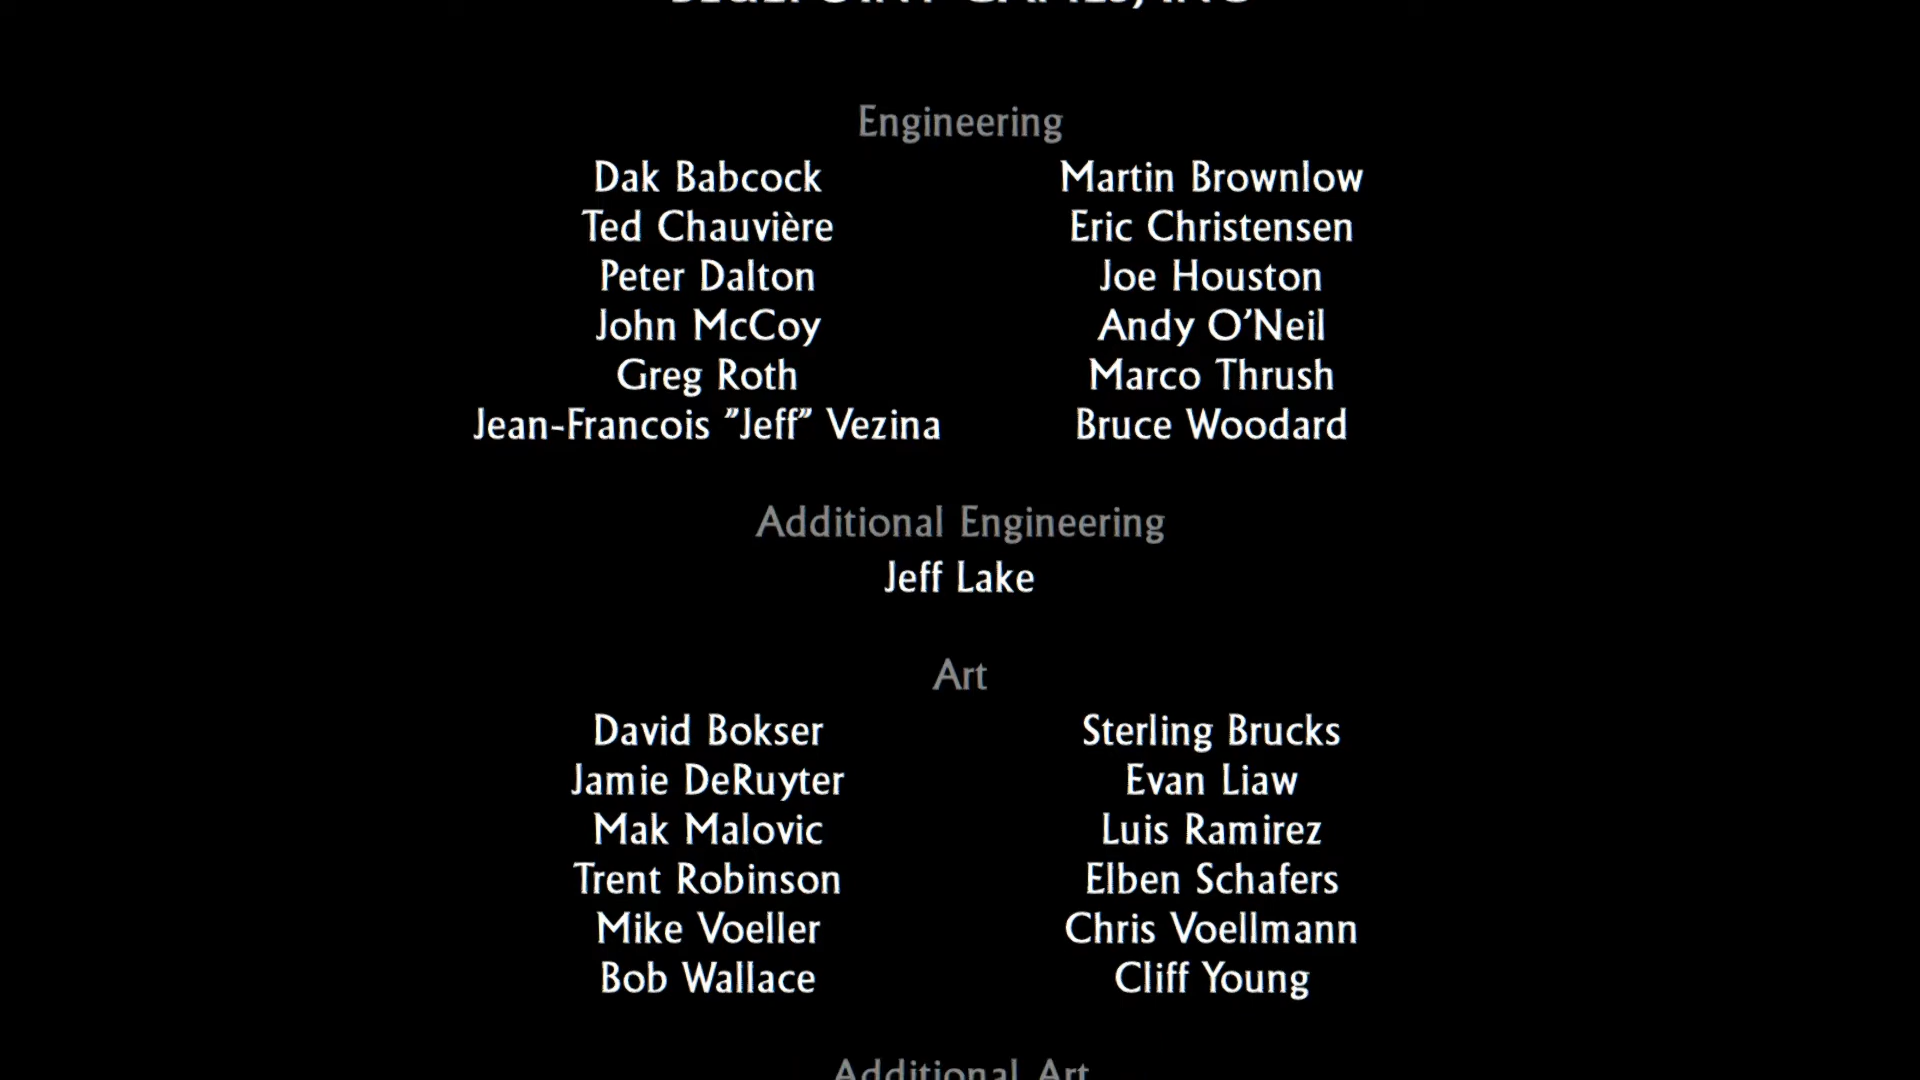 BLUEPOINT GAMES, INC
Engineering
Dak Babcock Martin Brownlow
Ted Chauvière Eric Christensen
Peter Dalton Joe Houston
John McCoy Andy O’Neil
Greg Roth Marco Thrush
Jean-Francois ”Jeff” Vezina Bruce Woodard
Additional Engineering
Jeff Lake
Art
David Bokser Sterling Brucks
Jamie DeRuyter Evan Liaw
Mak Malovic Luis Ramirez
Trent Robinson Elben Schafers
Mike Voeller Chris Voellmann
Bob Wallace Cliff Young
Additional Art